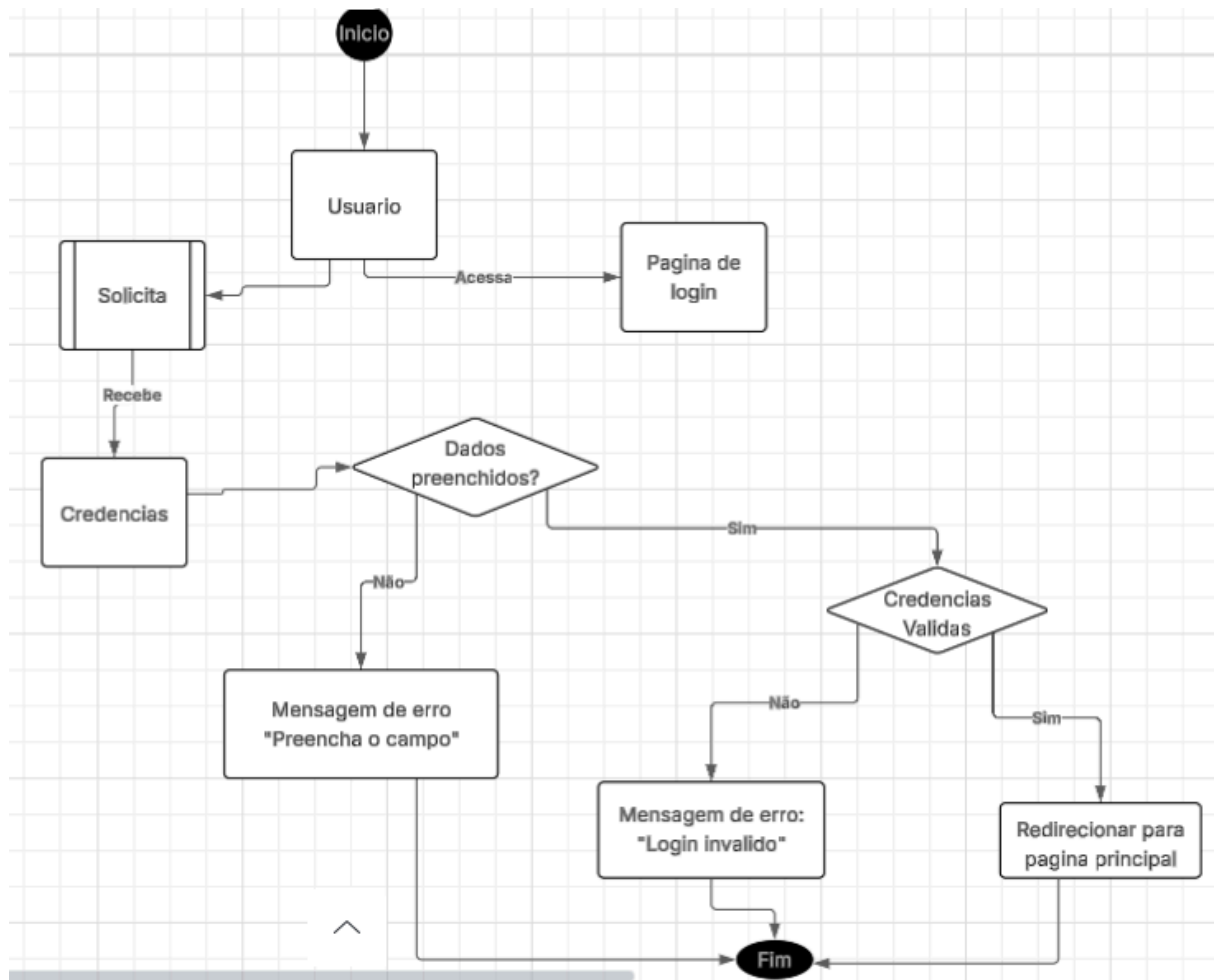 Inicio
Usuario
Acessa
Pagina de
login
Solicita
Recebe
Credencias
Dados
preenchidos?
Sim
Não
Credencias
Validas
Mensagem de erro
"Preencha o campo"
Não
Sim
Mensagem de erro:
"Login invalido"
Redirecionar para
pagina principal
Fim